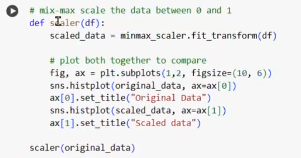 # mix-max scale the data between 0 and 1
def scaler(df):
    scaled_data = minmax_scaler.fit_transform(df)
    # plot both together to compare
    fig, ax = plt.subplots(1,2, figsize=(10, 6))
    sns.histplot(original_data, ax=ax[0])
    ax[0].set_title("Original Data")
    sns.histplot(scaled_data, ax=ax[1])
    ax[1].set_title("Scaled data")
scaler(original_data)